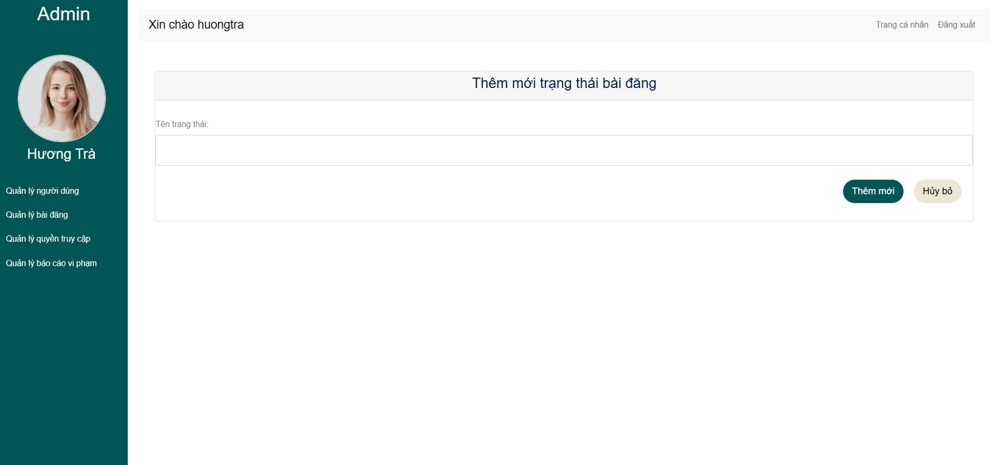 Admin
Hương Trà
Quản lý người dùng
Quản lý bài đăng
Quản lý quyền truy cập
Quản lý báo cáo vi phạm
Xin chào huongtra
Trang cá nhân
Đăng xuất
Thêm mới trạng thái bài đăng
Tên trạng thái:
Thêm mới
Hủy bỏ